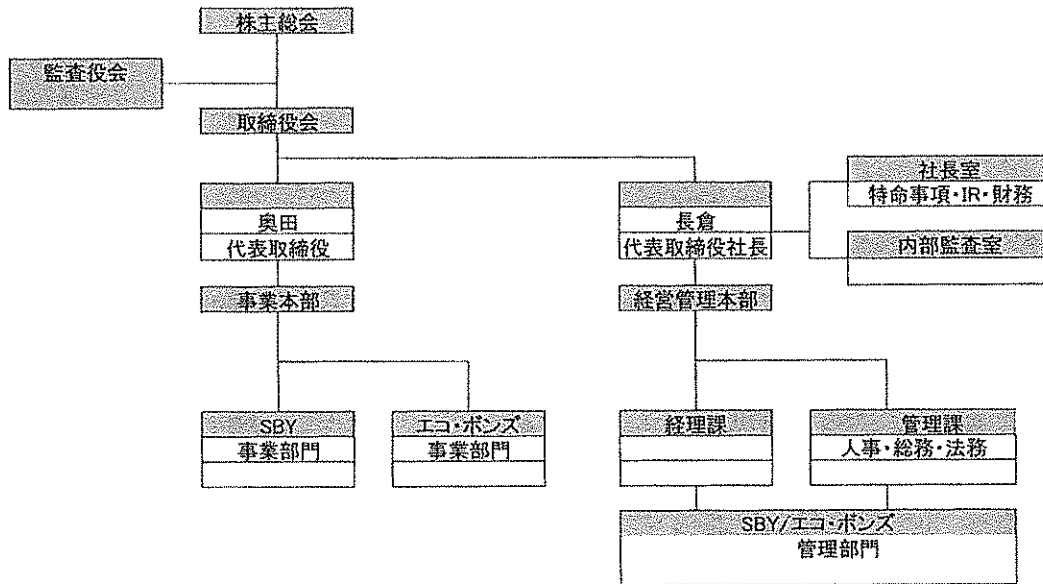 株主総会
監査役会
取締役会
社長室
特命事項・IR・財務
奥田
代表取締役
長倉
代表取締役社長
内部監査室
事業本部
経営管理本部
SBY
事業部門
エコ・ボンズ
事業部門
経理課
管理課
人事・総務・法務
SBY/エコ・ボンズ
管理部門